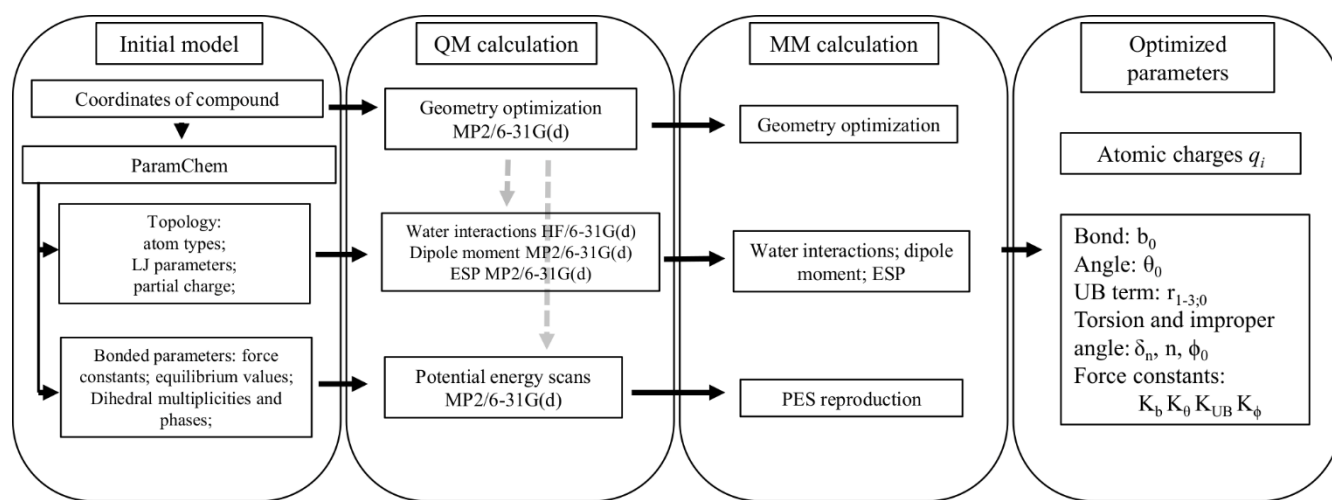 Initial model
Coordinates of compound
ParamChem
Topology:
atom types;
LJ parameters;
partial charge;
Bonded parameters: force
constants; equilibrium values;
Dihedral multiplicities and
phases;
QM calculation
Geometry optimization
MP2/6-31G(d)
Water interactions HF/6-31G(d)
Dipole moment MP2/6-31G(d)
ESP MP2/6-31G(d)
Potential energy scans
MP2/6-31G(d)
MM calculation
Geometry optimization
Water interactions; dipole
moment; ESP
PES reproduction
Optimized
parameters
Atomic charges qᵢ
Bond: b₀
Angle: θ₀
UB term: r₁₋₃;₀
Torsion and improper
angle: δₙ, n, ϕ₀
Force constants:
K_b K_θ K_UB K_ϕ